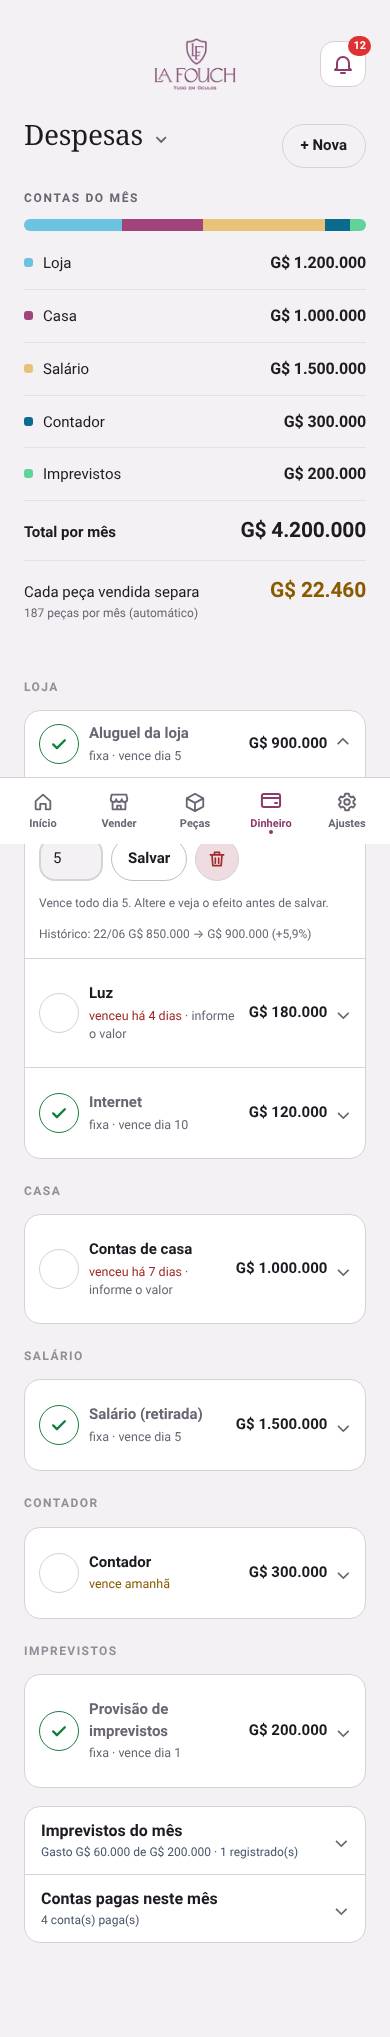 LA FOUCH
TUDO EM ÓCULOS
12
Despesas
+ Nova
CONTAS DO MÊS
Loja G$ 1.200.000
Casa G$ 1.000.000
Salário G$ 1.500.000
Contador G$ 300.000
Imprevistos G$ 200.000
Total por mês G$ 4.200.000
Cada peça vendida separa G$ 22.460
187 peças por mês (automático)
LOJA
Aluguel da loja G$ 900.000
fixa · vence dia 5
Início Vender Peças Dinheiro Ajustes
5 Salvar
Vence todo dia 5. Altere e veja o efeito antes de salvar.
Histórico: 22/06 G$ 850.000 → G$ 900.000 (+5,9%)
Luz G$ 180.000
venceu há 4 dias · informe
o valor
Internet G$ 120.000
fixa · vence dia 10
CASA
Contas de casa G$ 1.000.000
venceu há 7 dias ·
informe o valor
SALÁRIO
Salário (retirada) G$ 1.500.000
fixa · vence dia 5
CONTADOR
Contador G$ 300.000
vence amanhã
IMPREVISTOS
Provisão de
imprevistos G$ 200.000
fixa · vence dia 1
Imprevistos do mês
Gasto G$ 60.000 de G$ 200.000 · 1 registrado(s)
Contas pagas neste mês
4 conta(s) paga(s)